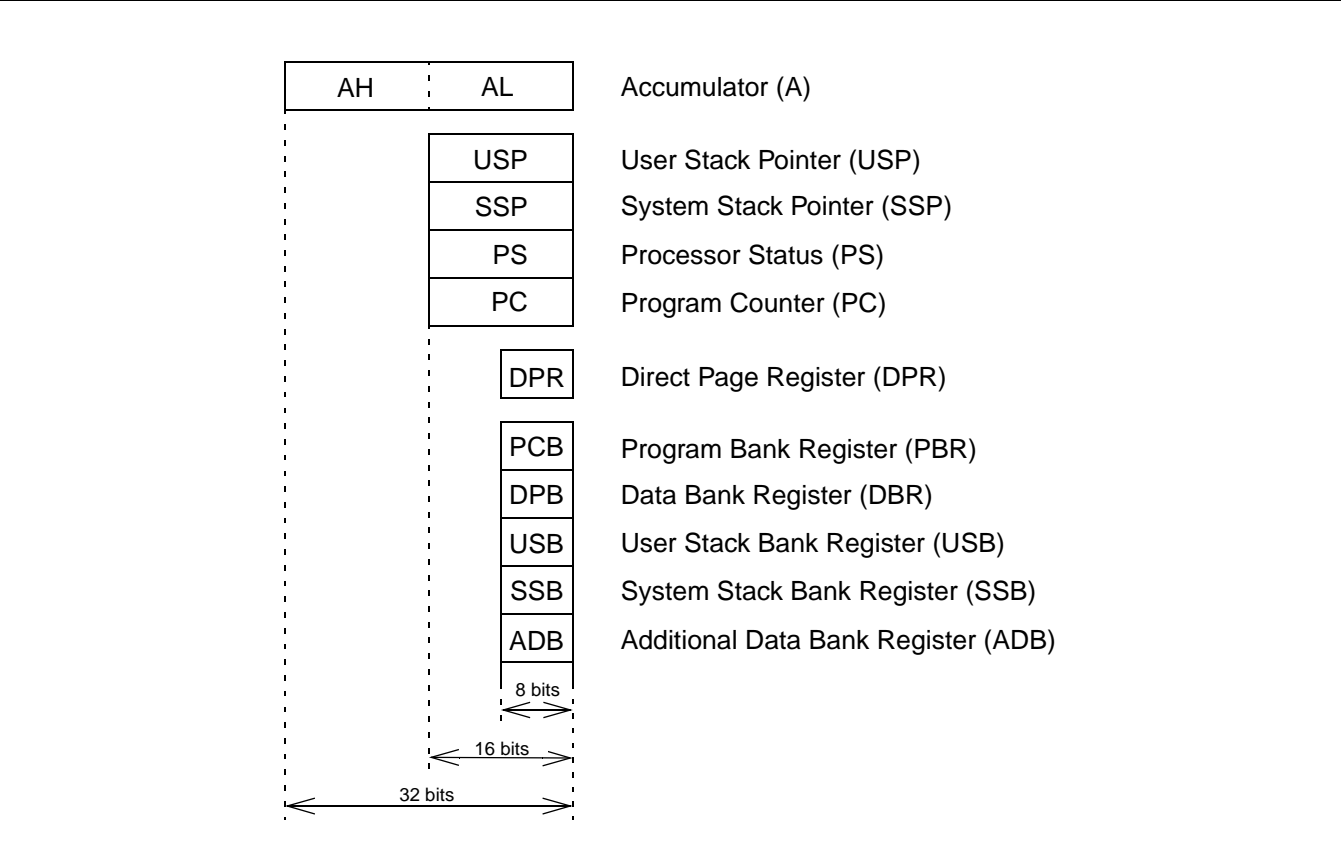 AH AL Accumulator (A)
USP User Stack Pointer (USP)
SSP System Stack Pointer (SSP)
PS Processor Status (PS)
PC Program Counter (PC)
DPR Direct Page Register (DPR)
PCB Program Bank Register (PBR)
DPB Data Bank Register (DBR)
USB User Stack Bank Register (USB)
SSB System Stack Bank Register (SSB)
ADB Additional Data Bank Register (ADB)
8 bits
16 bits
32 bits